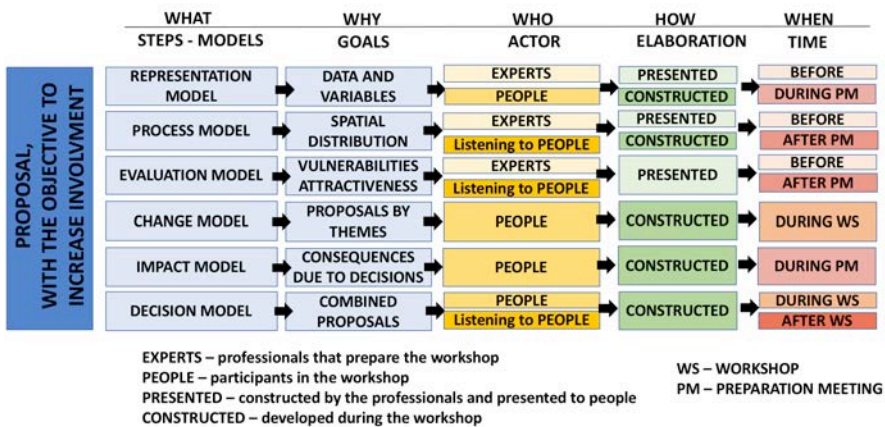 WHAT WHY WHO HOW WHEN
STEPS - MODELS GOALS ACTOR ELABORATION TIME
PROPOSAL,
WITH THE OBJECTIVE TO
INCREASE INVOLVMENT
REPRESENTATION
MODEL
DATA AND
VARIABLES
EXPERTS
PEOPLE
PRESENTED
CONSTRUCTED
BEFORE
DURING PM
PROCESS MODEL
SPATIAL
DISTRIBUTION
EXPERTS
Listening to PEOPLE
PRESENTED
CONSTRUCTED
BEFORE
AFTER PM
EVALUATION MODEL
VULNERABILITIES
ATTRACTIVENESS
EXPERTS
Listening to PEOPLE
PRESENTED
BEFORE
AFTER PM
CHANGE MODEL
PROPOSALS BY
THEMES
PEOPLE
CONSTRUCTED
DURING WS
IMPACT MODEL
CONSEQUENCES
DUE TO DECISIONS
PEOPLE
CONSTRUCTED
DURING PM
DECISION MODEL
COMBINED
PROPOSALS
PEOPLE
Listening to PEOPLE
CONSTRUCTED
DURING WS
AFTER WS
EXPERTS – professionals that prepare the workshop
PEOPLE – participants in the workshop
PRESENTED – constructed by the professionals and presented to people
CONSTRUCTED – developed during the workshop
WS – WORKSHOP
PM – PREPARATION MEETING